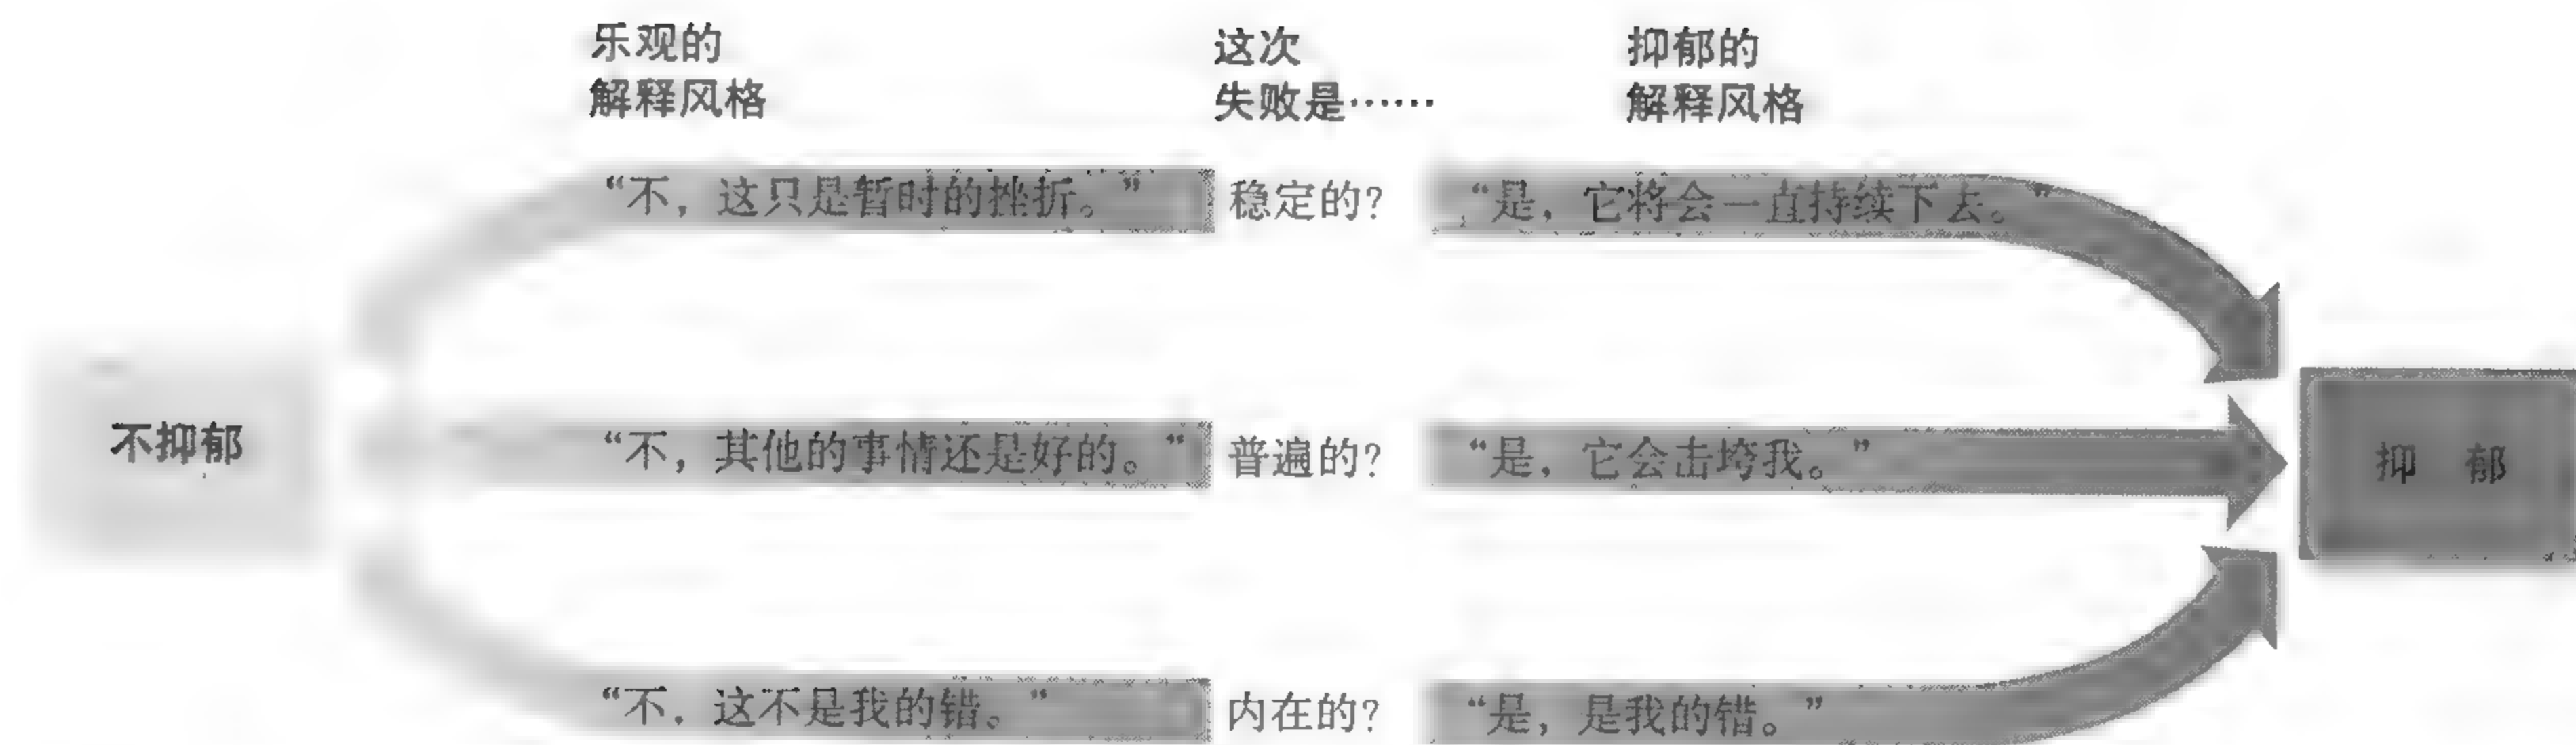 乐观的
解释风格
这次
失败是……
抑郁的
解释风格
“不，这只是暂时的挫折。”
稳定的？
“是，它将会一直持续下去。”
不抑郁
“不，其他的事情还是好的。”
普遍的？
“是，它会击垮我。”
抑 郁
“不，这不是我的错。”
内在的？
“是，是我的错。”